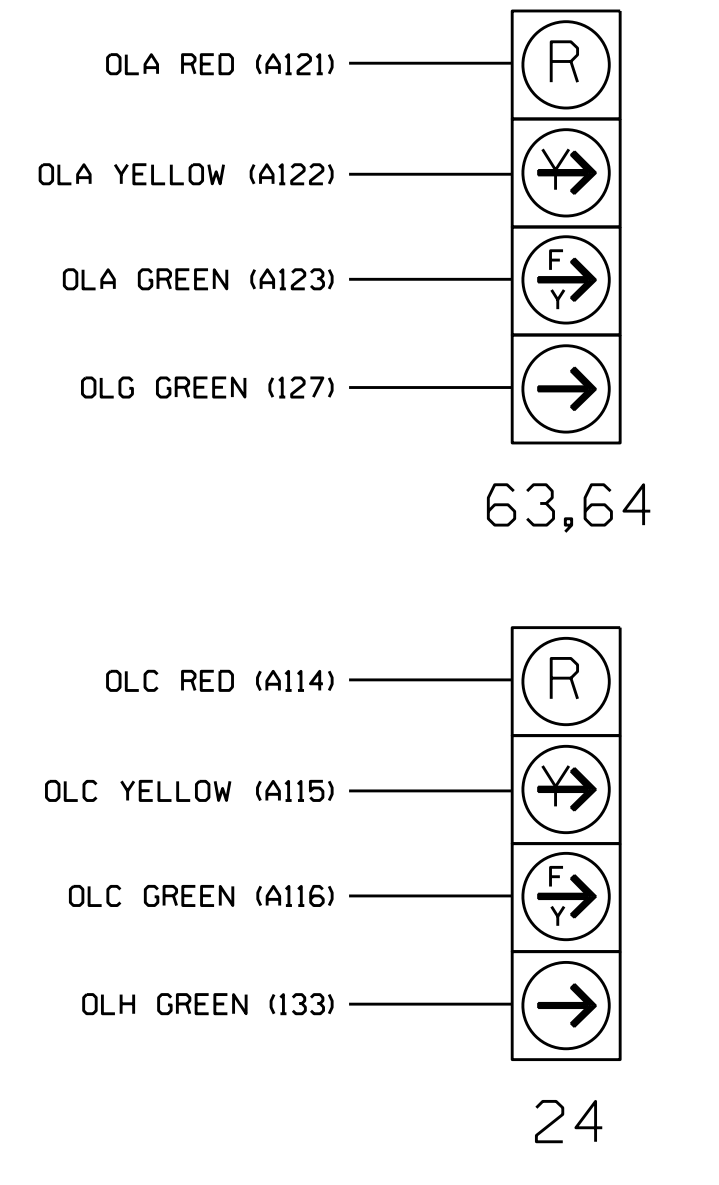 OLA RED (A121)
R
OLA YELLOW (A122)
Y
OLA GREEN (A123)
F
Y
OLG GREEN (127)
63,64
OLC RED (A114)
R
OLC YELLOW (A115)
Y
OLC GREEN (A116)
F
Y
OLH GREEN (133)
24